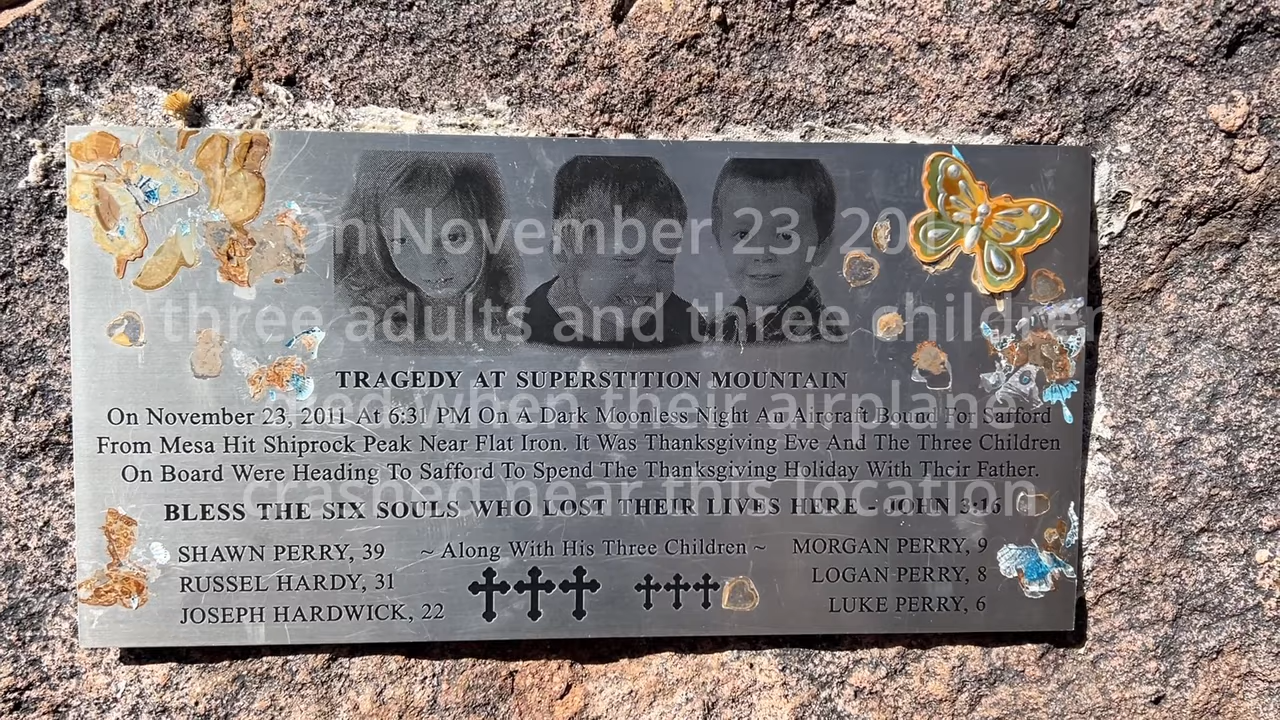 On November 23, 201
three adults and three children
died when their airplane
crashed near this location
TRAGEDY AT SUPERSTITION MOUNTAIN
On November 23, 2011 At 6:31 PM On A Dark Moonless Night An Aircraft Bound For Safford
From Mesa Hit Shiprock Peak Near Flat Iron. It Was Thanksgiving Eve And The Three Children
On Board Were Heading To Safford To Spend The Thanksgiving Holiday With Their Father.
BLESS THE SIX SOULS WHO LOST THEIR LIVES HERE - JOHN 3:16
SHAWN PERRY, 39 ~ Along With His Three Children ~ MORGAN PERRY, 9
RUSSEL HARDY, 31 LOGAN PERRY, 8
JOSEPH HARDWICK, 22 LUKE PERRY, 6